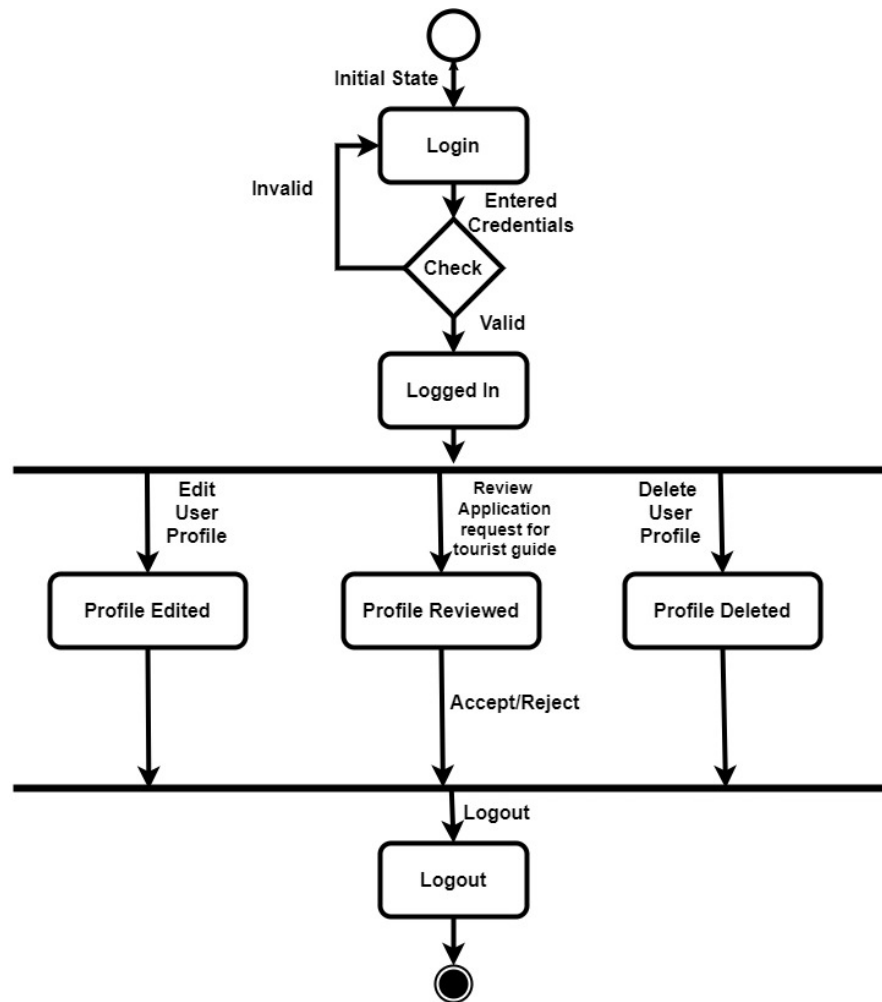 Initial State
Login
Invalid
Entered
Credentials
Check
Valid
Logged In
Edit
User
Profile
Review
Application
request for
tourist guide
Delete
User
Profile
Profile Edited
Profile Reviewed
Profile Deleted
Accept/Reject
Logout
Logout